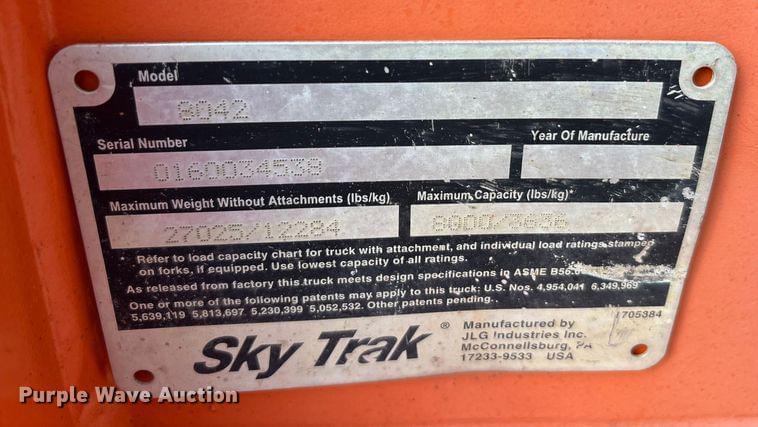 Model
8042
Serial Number
Year Of Manufacture
0160034538
Maximum Weight Without Attachments (lbs/kg)
Maximum Capacity (lbs/kg)*
27025/12284
8000/3636
* Refer to load capacity chart for truck with attachment, and individual load ratings stamped
on forks, if equipped. Use lowest capacity of all ratings.
As released from factory this truck meets design specifications in ASME B56.6
One or more of the following patents may apply to this truck: U.S. Nos. 4,954,041 6,349,969
5,639,119 5,813,697 5,230,399 5,052,532. Other patents pending.
1705384
Sky Trak ®
Manufactured by
JLG Industries Inc.
McConnellsburg, PA
17233-9533 USA
Purple Wave Auction